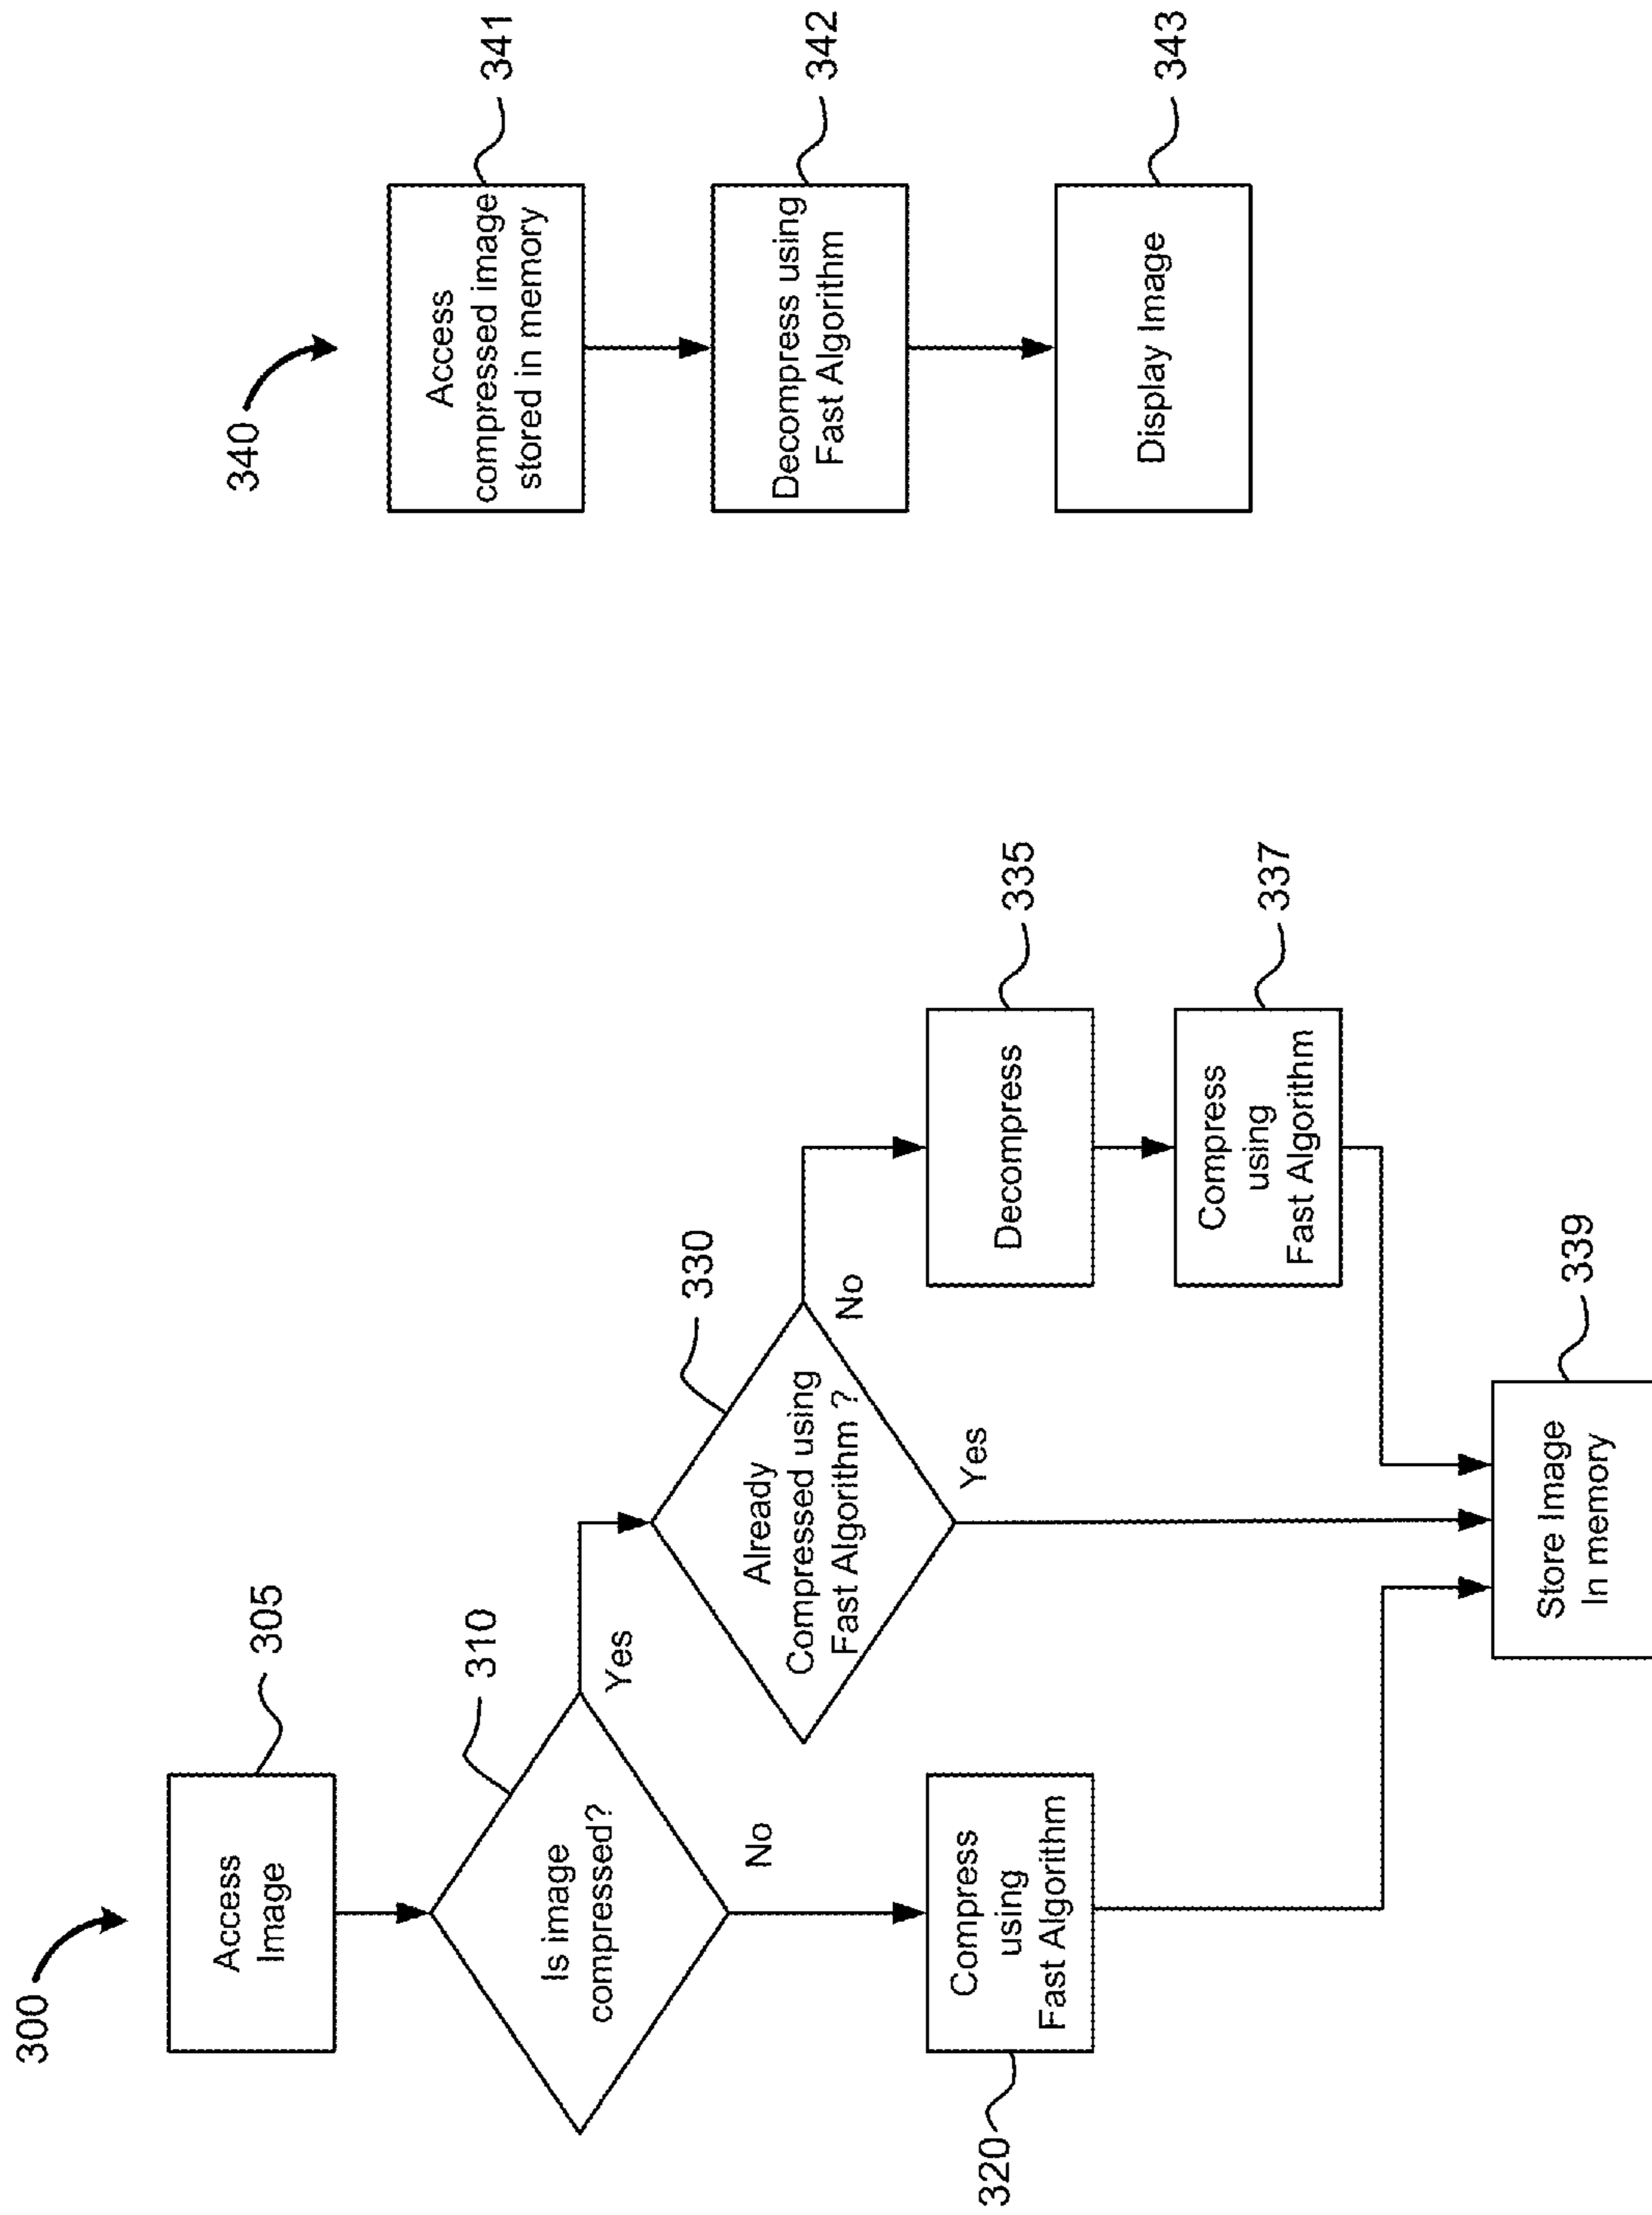 300
Access
Image
305
Is image
compressed?
310
Yes
No
Compress
using
Fast Algorithm
320
Already
Compressed using
Fast Algorithm ?
330
No
Yes
Decompress
335
Compress
using
Fast Algorithm
337
Store Image
In memory
339
340
Access
compressed image
stored in memory
341
Decompress using
Fast Algorithm
342
Display Image
343